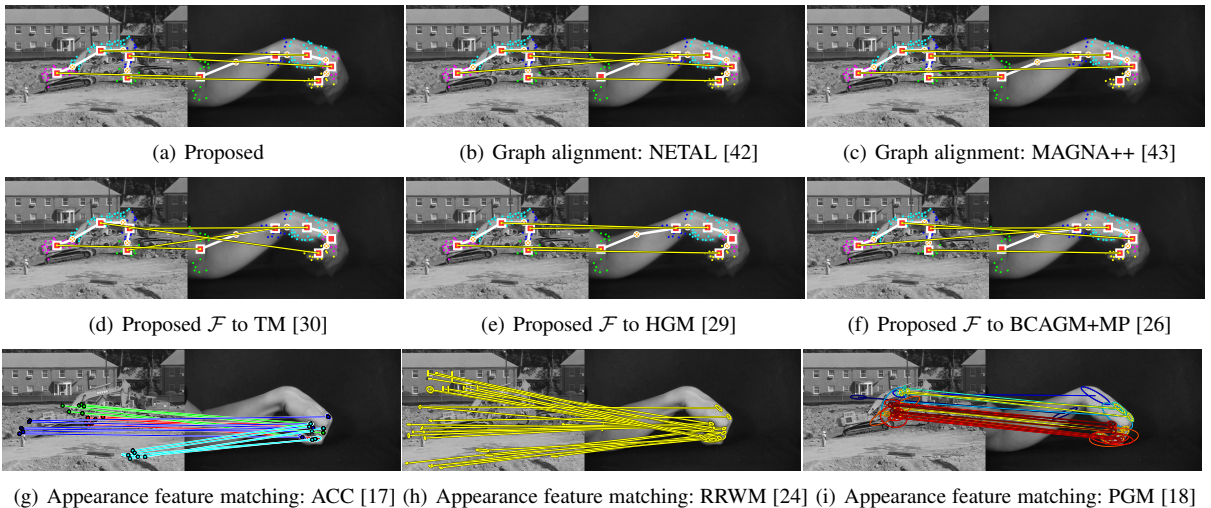 (a) Proposed
(b) Graph alignment: NETAL [42]
(c) Graph alignment: MAGNA++ [43]
(d) Proposed ℱ to TM [30]
(e) Proposed ℱ to HGM [29]
(f) Proposed ℱ to BCAGM+MP [26]
(g) Appearance feature matching: ACC [17]
(h) Appearance feature matching: RRWM [24]
(i) Appearance feature matching: PGM [18]